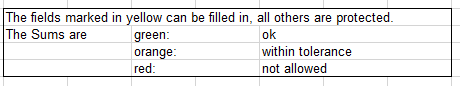 The fields marked in yellow can be filled in, all others are protected.
The Sums are green: ok
orange: within tolerance
red: not allowed